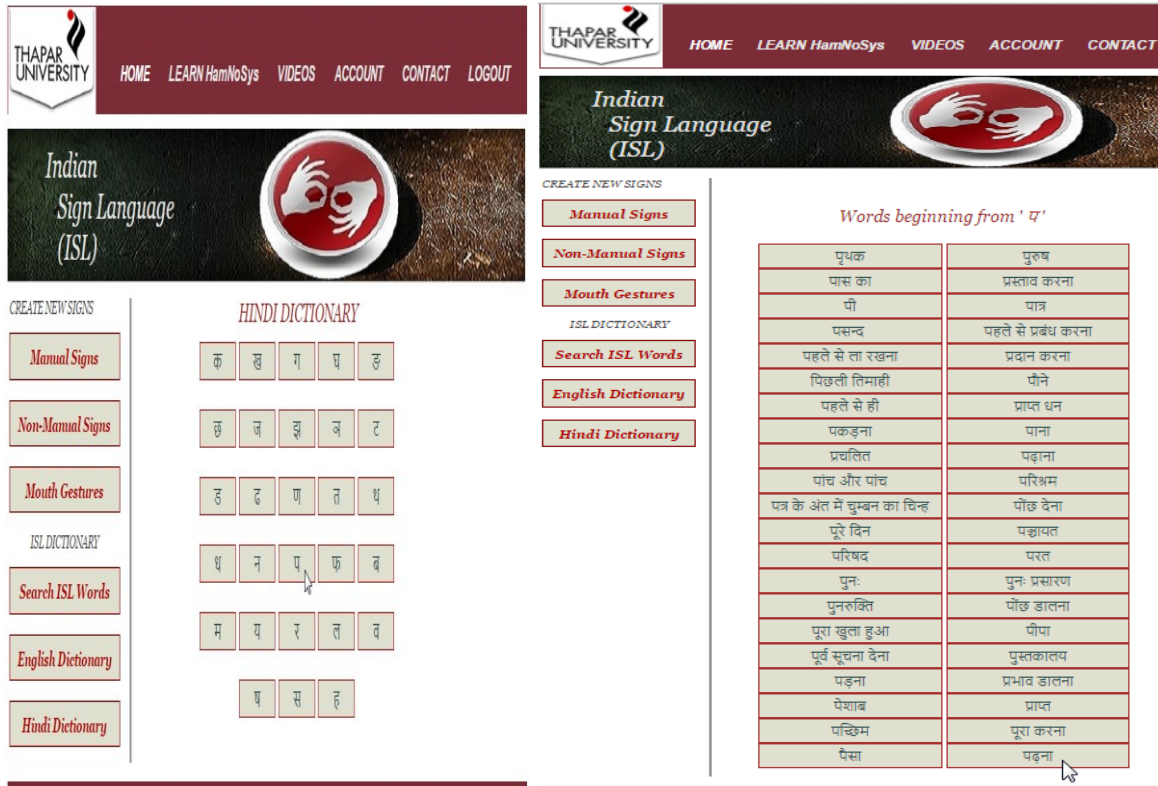 THAPAR
UNIVERSITY
HOME LEARN HamNoSys VIDEOS ACCOUNT CONTACT LOGOUT
Indian
Sign Language
(ISL)
CREATE NEW SIGNS
Manual Signs
Non-Manual Signs
Mouth Gestures
ISL DICTIONARY
Search ISL Words
English Dictionary
Hindi Dictionary
HINDI DICTIONARY
क ख ग घ ङ
छ ज झ ञ ट
ड ढ ण त थ
ध न प फ ब
म य र ल व
ष स ह
THAPAR
UNIVERSITY
HOME LEARN HamNoSys VIDEOS ACCOUNT CONTACT
Indian
Sign Language
(ISL)
CREATE NEW SIGNS
Manual Signs
Non-Manual Signs
Mouth Gestures
ISL DICTIONARY
Search ISL Words
English Dictionary
Hindi Dictionary
Words beginning from ' प '
पृथक पुरुष
पास का प्रस्ताव करना
पी पात्र
पसन्द पहले से प्रबंध करना
पहले से ला रखना प्रदान करना
पिछली तिमाही पौने
पहले से ही प्राप्त धन
पकड़ना पाना
प्रचलित पढ़ाना
पांच और पांच परिश्रम
पत्र के अंत में चुम्बन का चिन्ह पोंछ देना
पूरे दिन पञ्चायत
परिषद परत
पुनः पुनः प्रसारण
पुनरुक्ति पोंछ डालना
पूरा खुला हुआ पीपा
पूर्व सूचना देना पुस्तकालय
पड़ना प्रभाव डालना
पेशाब प्राप्त
पच्छिम पूरा करना
पैसा पढ़ना